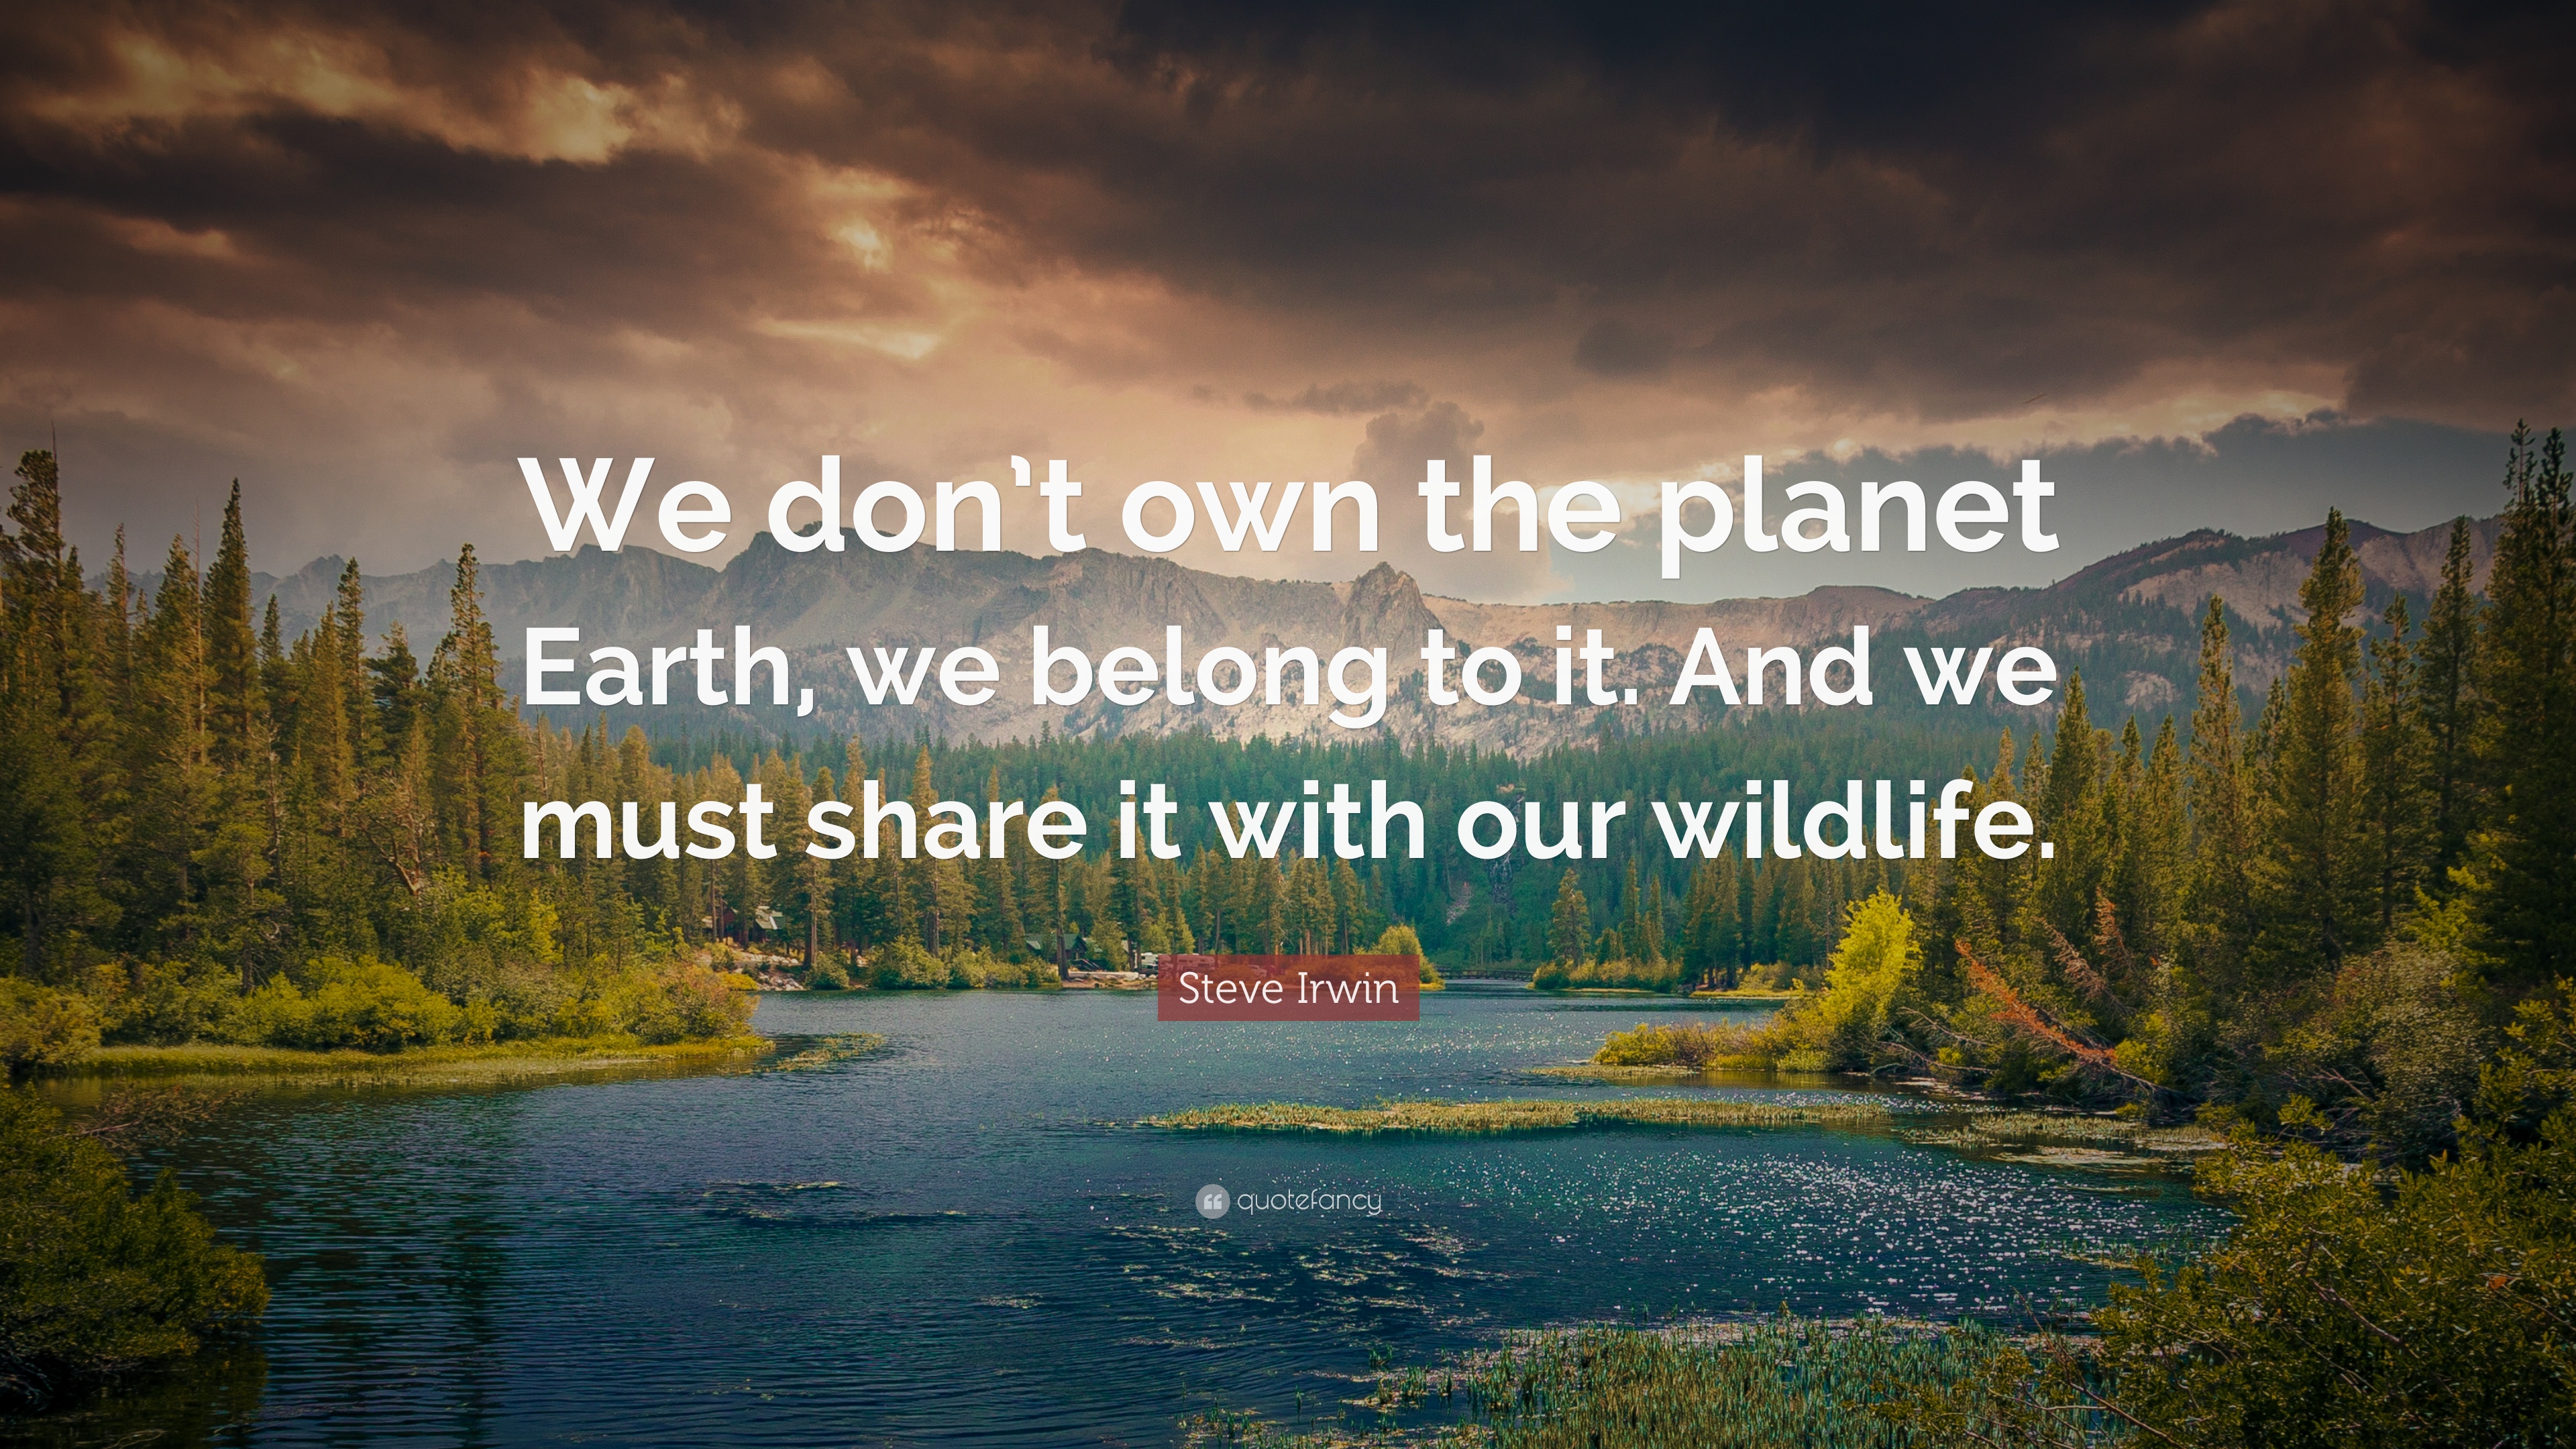 We don’t own the planet
Earth, we belong to it. And we
must share it with our wildlife.
Steve Irwin
quotefancy